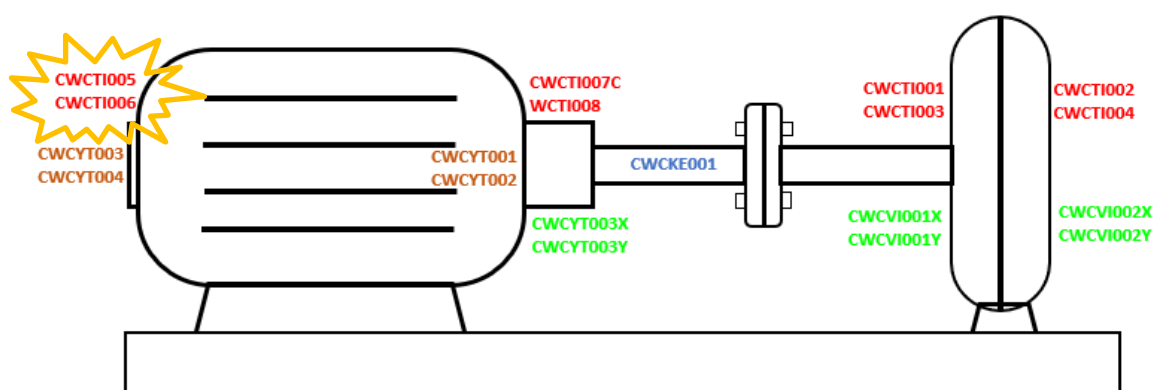 CWCTI005
CWCTI006
CWCTI007C
WCTI008
CWCTI001
CWCTI003
CWCTI002
CWCTI004
CWCYT003
CWCYT004
CWCYT001
CWCYT002
CWCKE001
CWCYT003X
CWCYT003Y
CWCVI001X
CWCVI001Y
CWCVI002X
CWCVI002Y